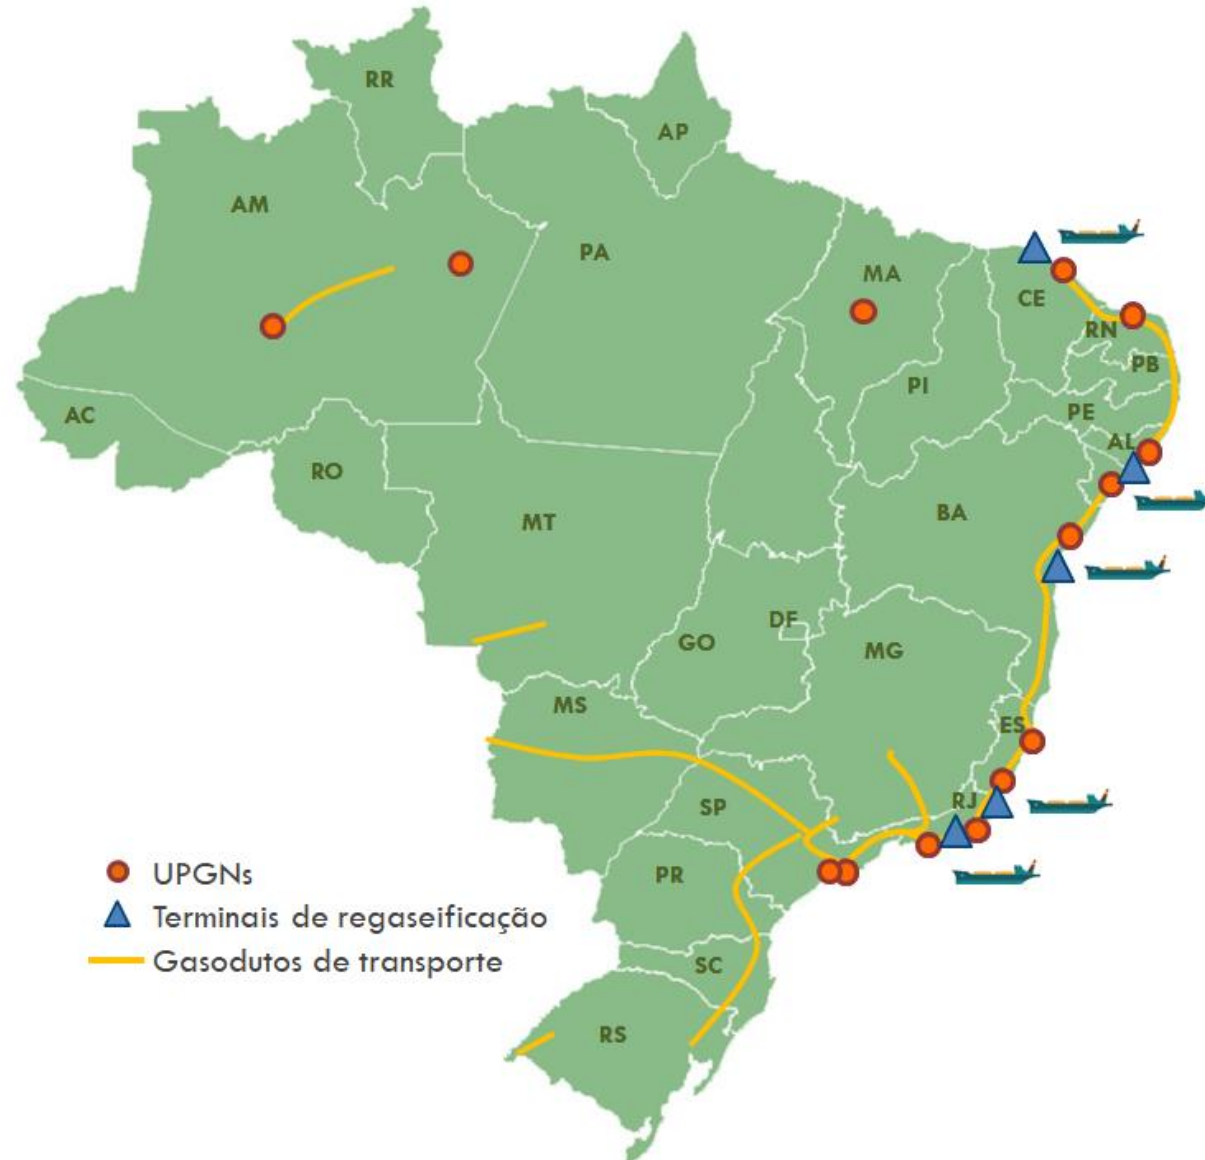 RR
AP
AM
PA
MA
CE
RN
PB
PI
PE
AC
AL
RO
BA
MT
DF
GO
MG
MS
ES
RJ
SP
PR
SC
RS
UPGNs
Terminais de regaseificação
Gasodutos de transporte